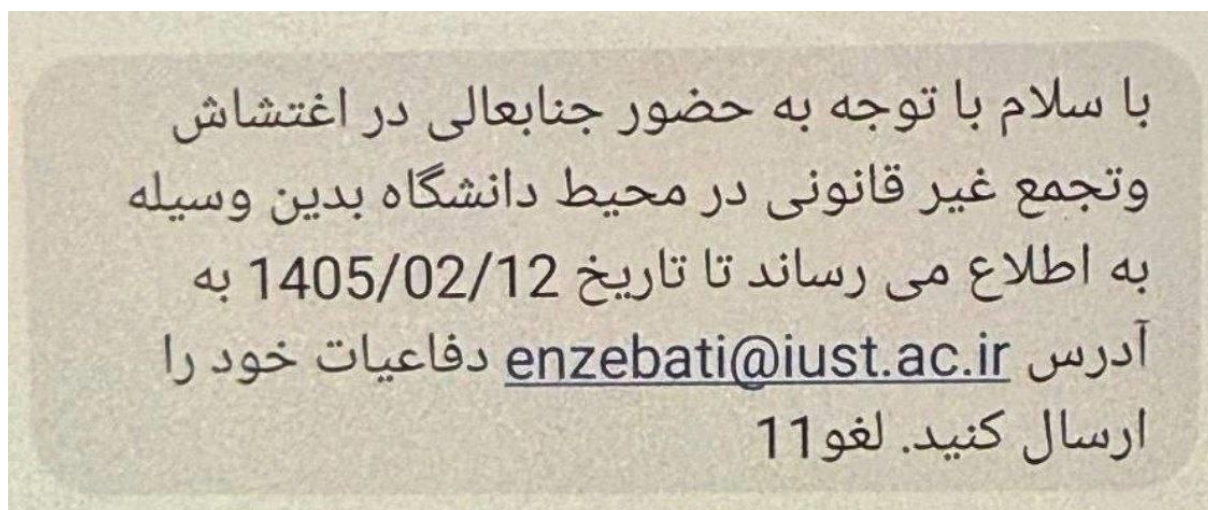 با سلام با توجه به حضور جنابعالی در اغتشاش
وتجمع غیر قانونی در محیط دانشگاه بدین وسیله
به اطلاع می رساند تا تاریخ 1405/02/12 به
آدرس enzebati@iust.ac.ir دفاعیات خود را
ارسال کنید. لغو11